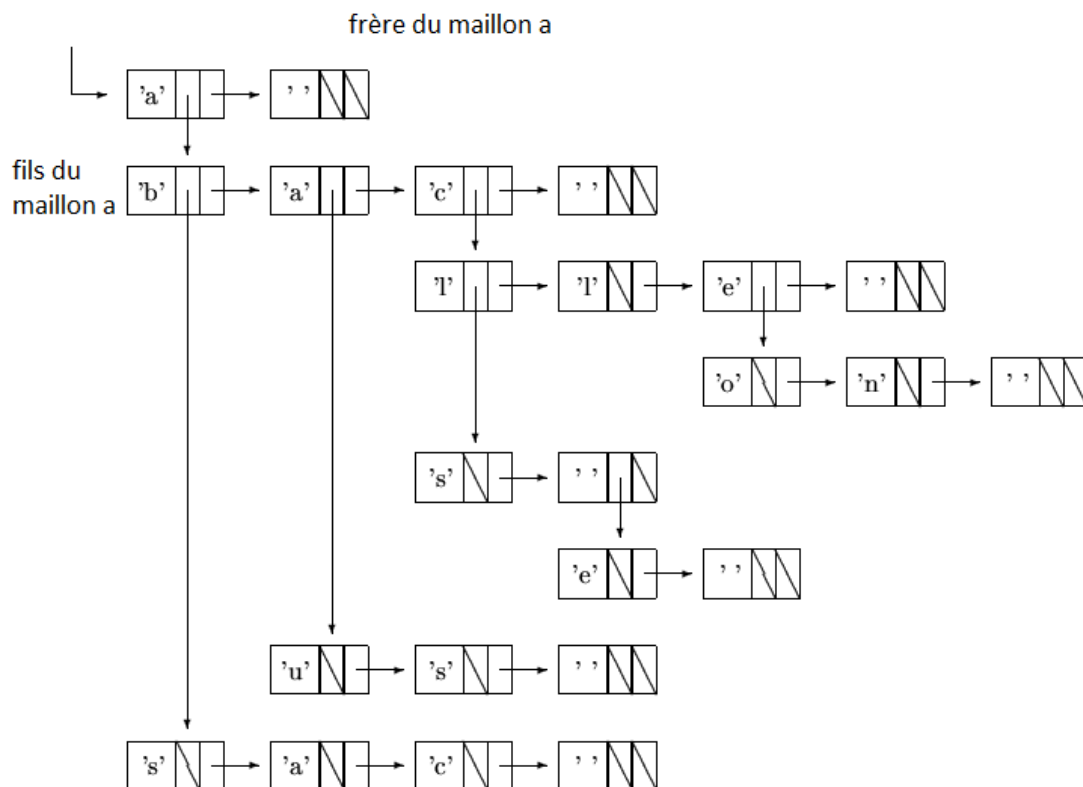 frère du maillon a
'a' ' '
fils du
maillon a
'b' 'a' 'c' ' '
'l' 'l' 'e' ' '
'o' 'n' ' '
's' ' '
'e' ' '
'u' 's' ' '
's' 'a' 'c' ' '